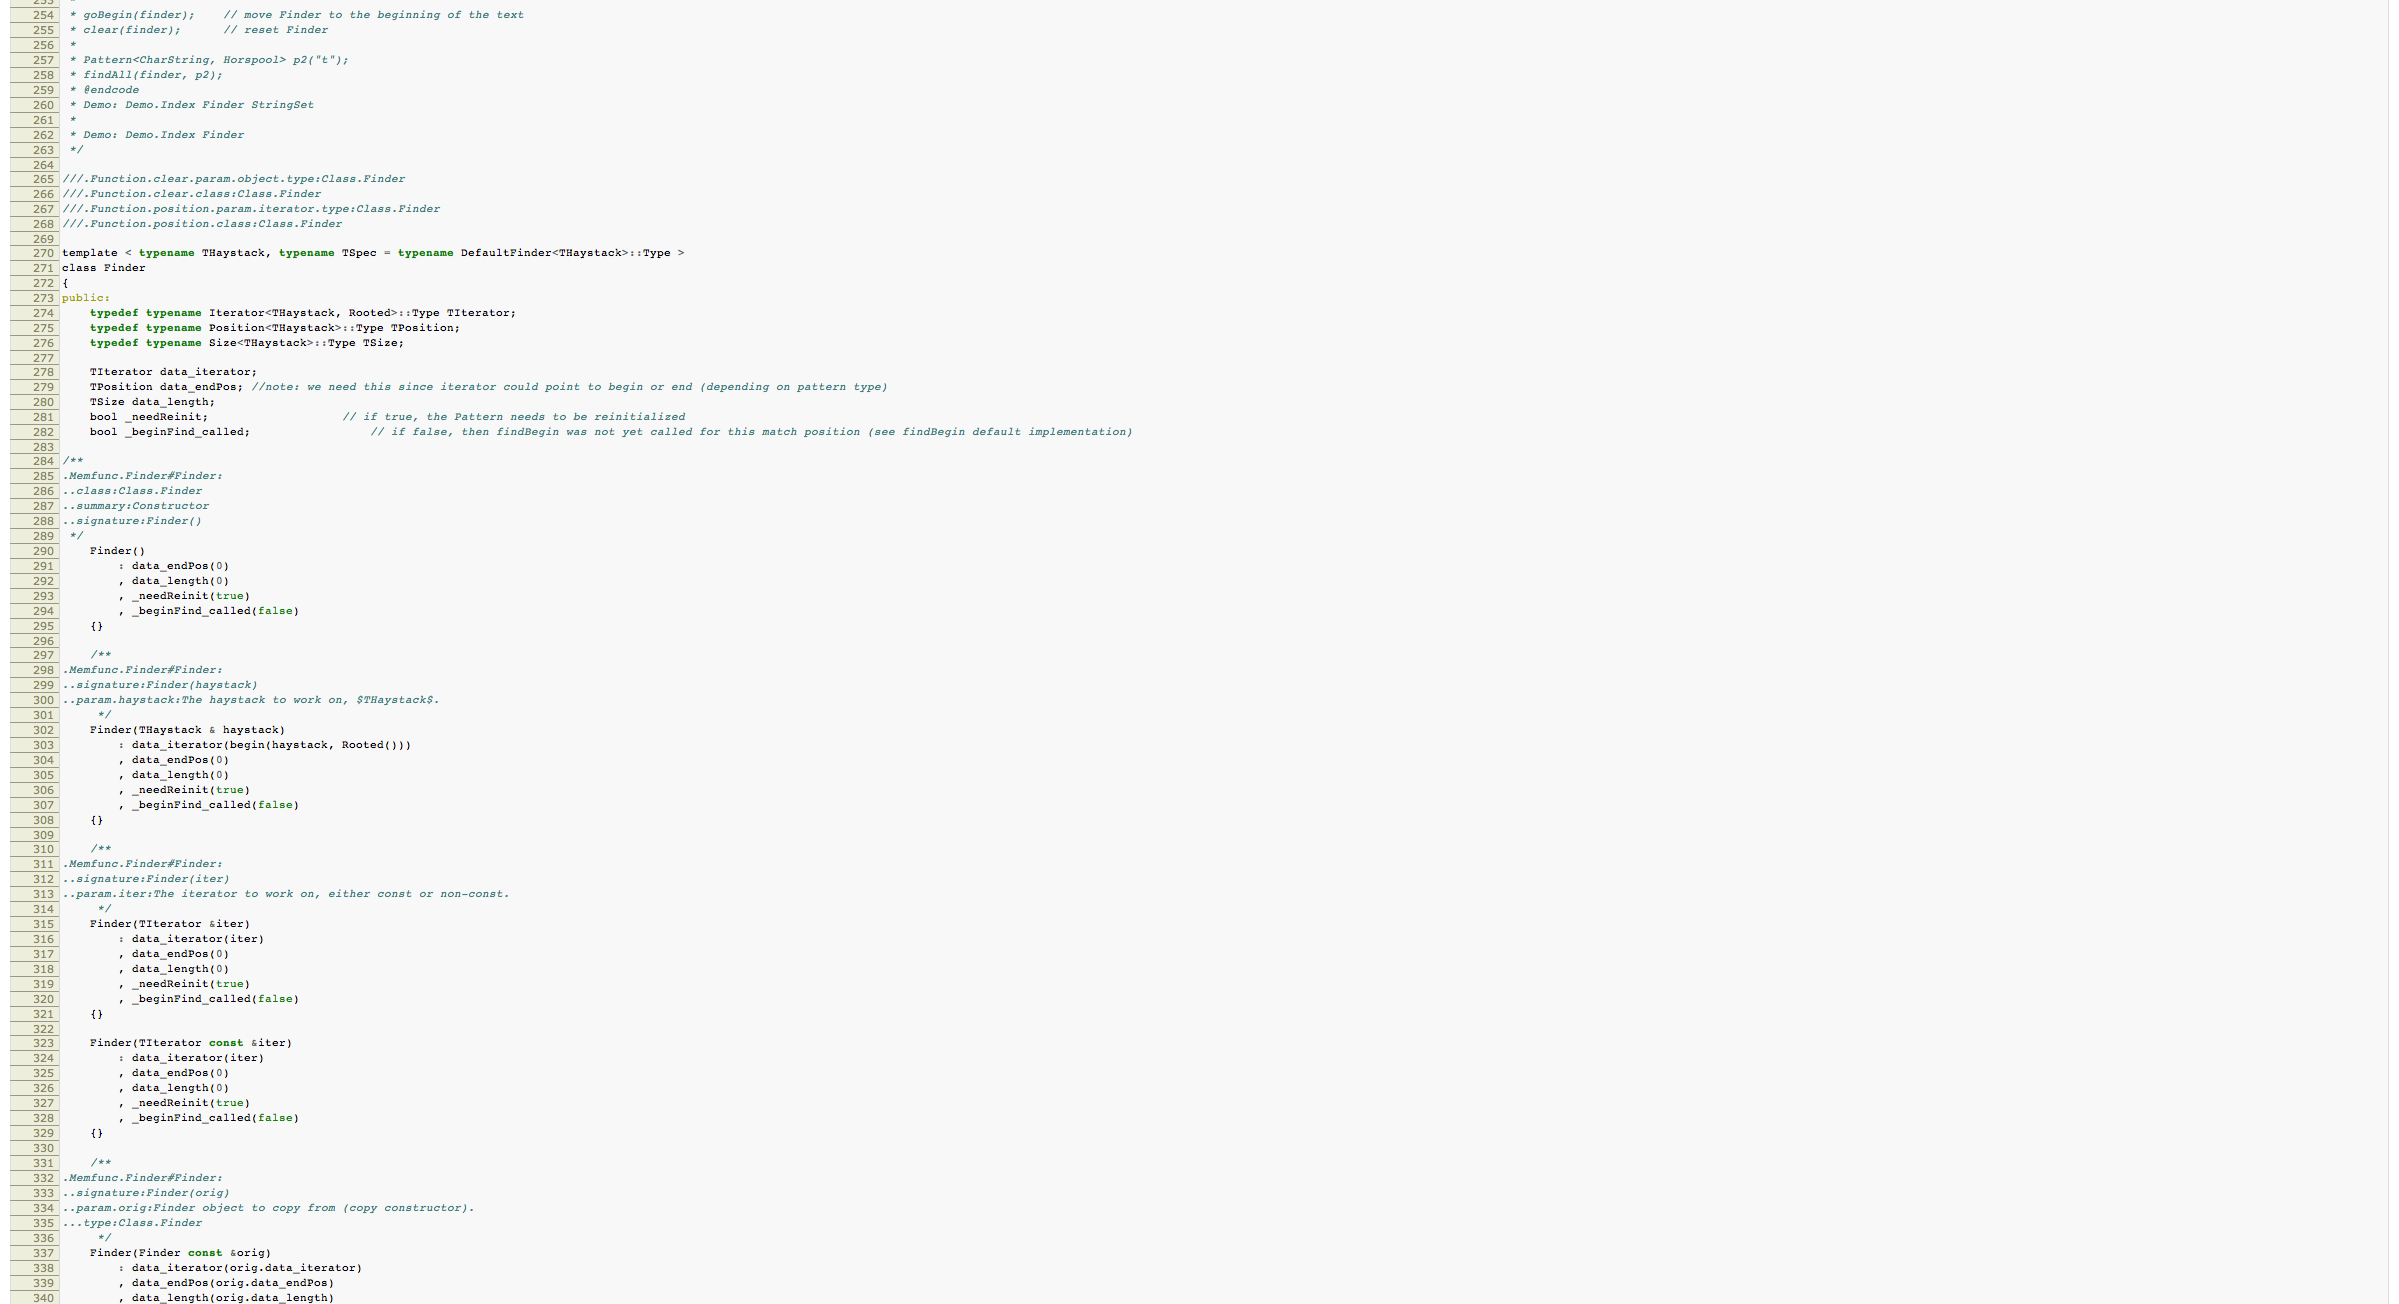 253 *
254 * goBegin(finder);    // move Finder to the beginning of the text
255 * clear(finder);      // reset Finder
256 *
257 * Pattern<CharString, Horspool> p2("t");
258 * findAll(finder, p2);
259 * @endcode
260 * Demo: Demo.Index Finder StringSet
261 *
262 * Demo: Demo.Index Finder
263 */
264
265 ///.Function.clear.param.object.type:Class.Finder
266 ///.Function.clear.class:Class.Finder
267 ///.Function.position.param.iterator.type:Class.Finder
268 ///.Function.position.class:Class.Finder
269
270 template < typename THaystack, typename TSpec = typename DefaultFinder<THaystack>::Type >
271 class Finder
272 {
273 public:
274     typedef typename Iterator<THaystack, Rooted>::Type TIterator;
275     typedef typename Position<THaystack>::Type TPosition;
276     typedef typename Size<THaystack>::Type TSize;
277
278     TIterator data_iterator;
279     TPosition data_endPos; //note: we need this since iterator could point to begin or end (depending on pattern type)
280     TSize data_length;
281     bool _needReinit;                   // if true, the Pattern needs to be reinitialized
282     bool _beginFind_called;                 // if false, then findBegin was not yet called for this match position (see findBegin default implementation)
283
284 /**
285 .Memfunc.Finder#Finder:
286 ..class:Class.Finder
287 ..summary:Constructor
288 ..signature:Finder()
289 */
290     Finder()
291         : data_endPos(0)
292         , data_length(0)
293         , _needReinit(true)
294         , _beginFind_called(false)
295     {}
296
297     /**
298 .Memfunc.Finder#Finder:
299 ..signature:Finder(haystack)
300 ..param.haystack:The haystack to work on, $THaystack$.
301      */
302     Finder(THaystack & haystack)
303         : data_iterator(begin(haystack, Rooted()))
304         , data_endPos(0)
305         , data_length(0)
306         , _needReinit(true)
307         , _beginFind_called(false)
308     {}
309
310     /**
311 .Memfunc.Finder#Finder:
312 ..signature:Finder(iter)
313 ..param.iter:The iterator to work on, either const or non-const.
314      */
315     Finder(TIterator &iter)
316         : data_iterator(iter)
317         , data_endPos(0)
318         , data_length(0)
319         , _needReinit(true)
320         , _beginFind_called(false)
321     {}
322
323     Finder(TIterator const &iter)
324         : data_iterator(iter)
325         , data_endPos(0)
326         , data_length(0)
327         , _needReinit(true)
328         , _beginFind_called(false)
329     {}
330
331     /**
332 .Memfunc.Finder#Finder:
333 ..signature:Finder(orig)
334 ..param.orig:Finder object to copy from (copy constructor).
335 ...type:Class.Finder
336      */
337     Finder(Finder const &orig)
338         : data_iterator(orig.data_iterator)
339         , data_endPos(orig.data_endPos)
340         , data_length(orig.data_length)